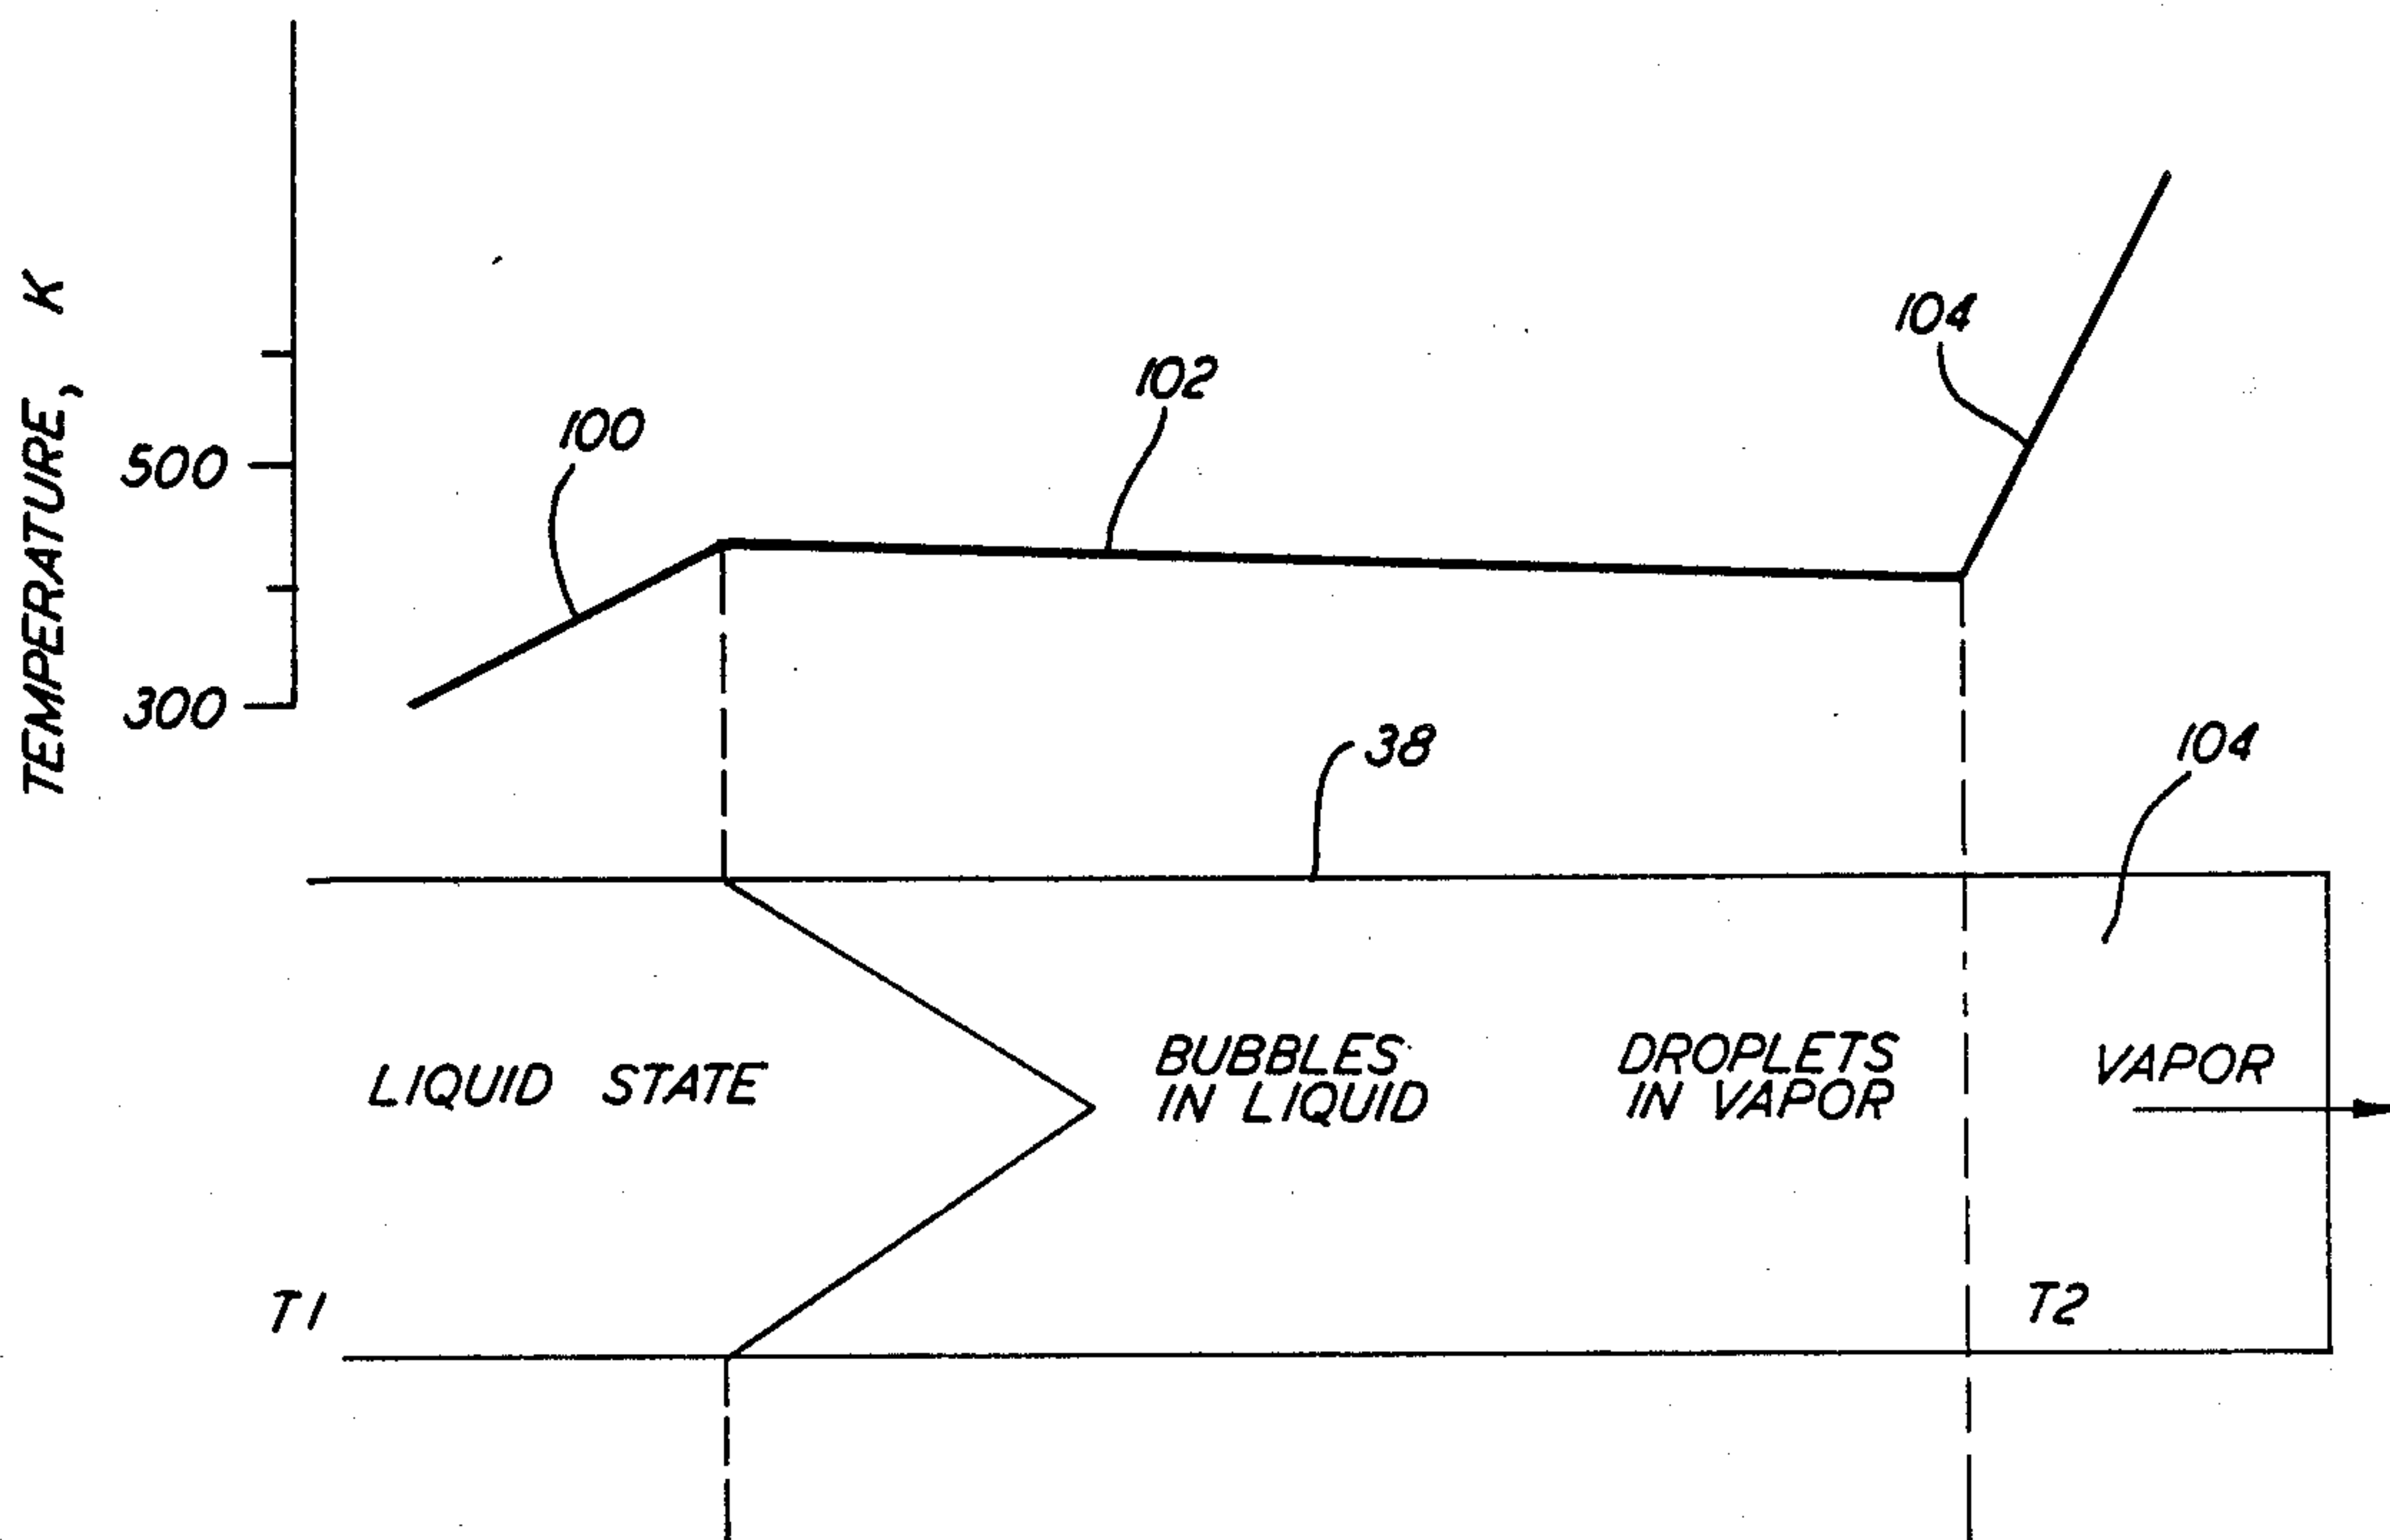 TEMPERATURE, K
500
300
100
102
104
38
104
LIQUID STATE
BUBBLES
IN LIQUID
DROPLETS
IN VAPOR
VAPOR
T1
T2